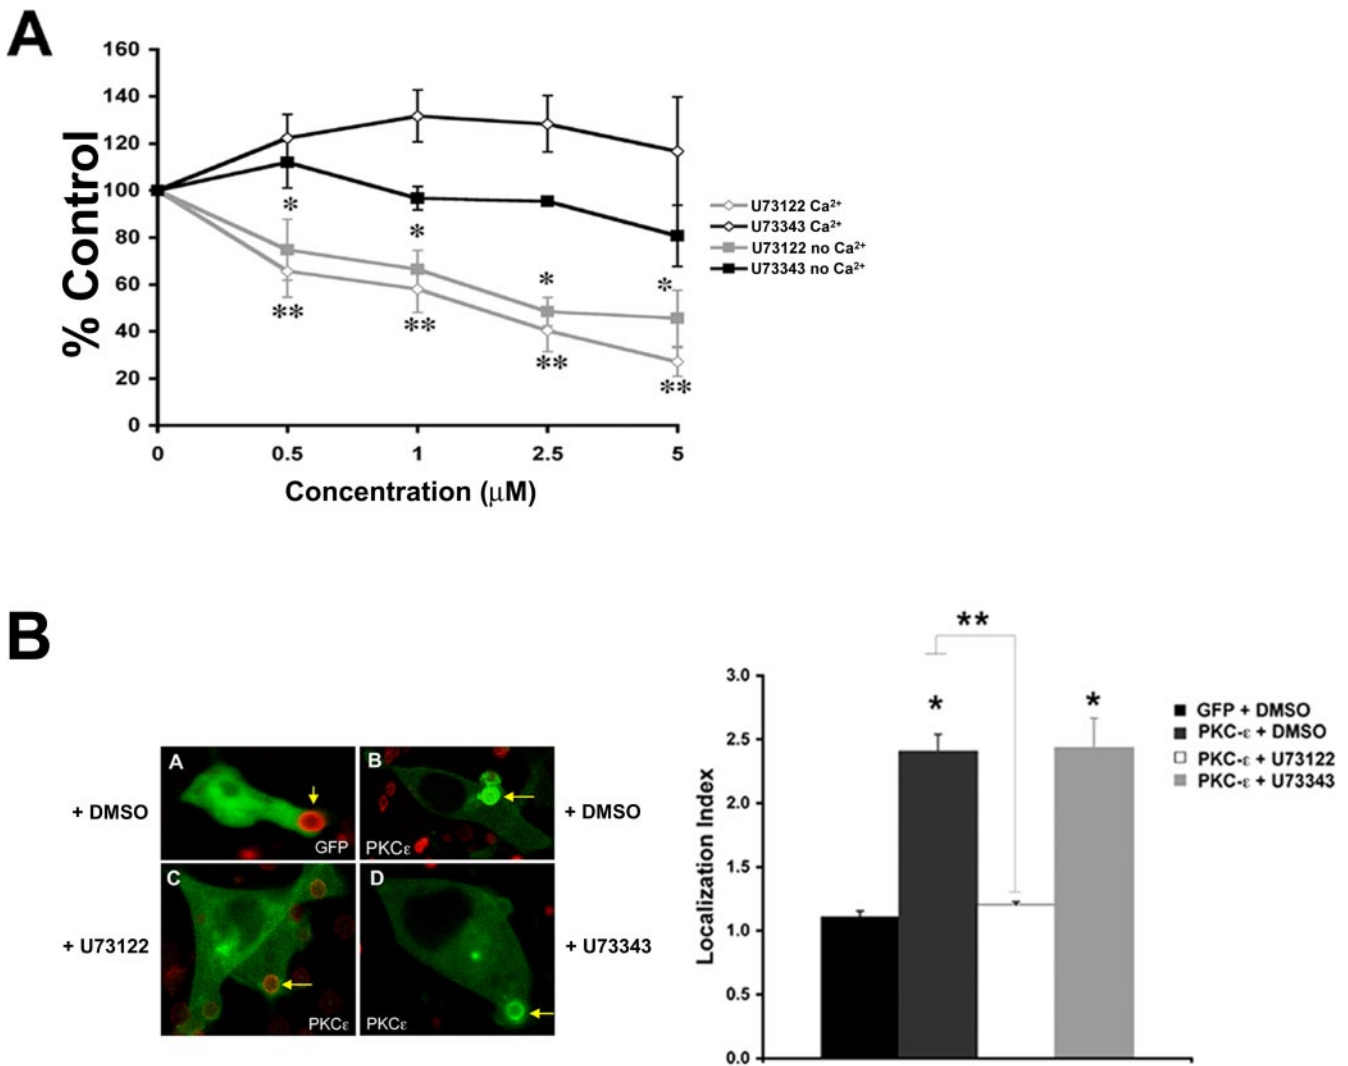 A
160
140
120
100
80
60
40
20
0
% Control
*
*
*
*
**
**
**
**
0 0.5 1 2.5 5
Concentration (μM)
U73122 Ca²⁺
U73343 Ca²⁺
U73122 no Ca²⁺
U73343 no Ca²⁺
B
+ DMSO
A
GFP
B
PKCε
+ DMSO
+ U73122
C
PKCε
D
PKCε
+ U73343
**
*
*
3.0
2.5
2.0
1.5
1.0
0.5
0.0
Localization Index
GFP + DMSO
PKC-ε + DMSO
PKC-ε + U73122
PKC-ε + U73343